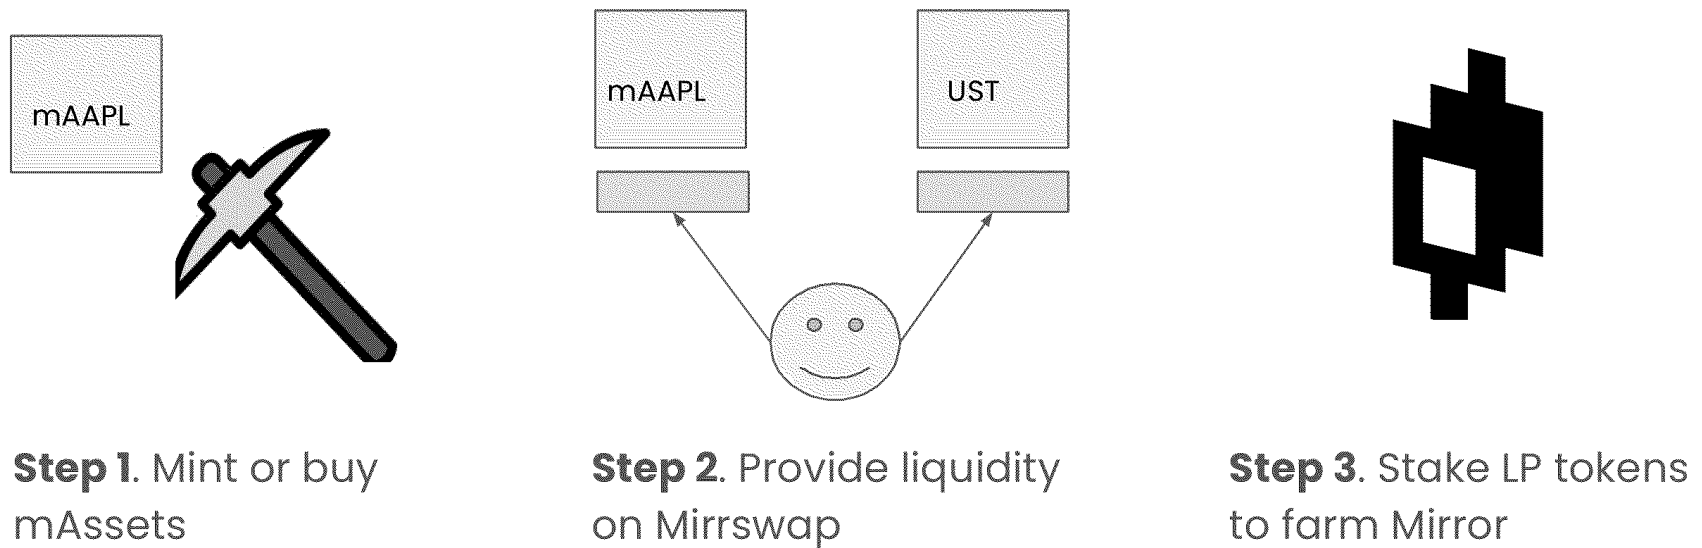 mAAPL
mAAPL
UST
Step 1. Mint or buy
mAssets
Step 2. Provide liquidity
on Mirrswap
Step 3. Stake LP tokens
to farm Mirror